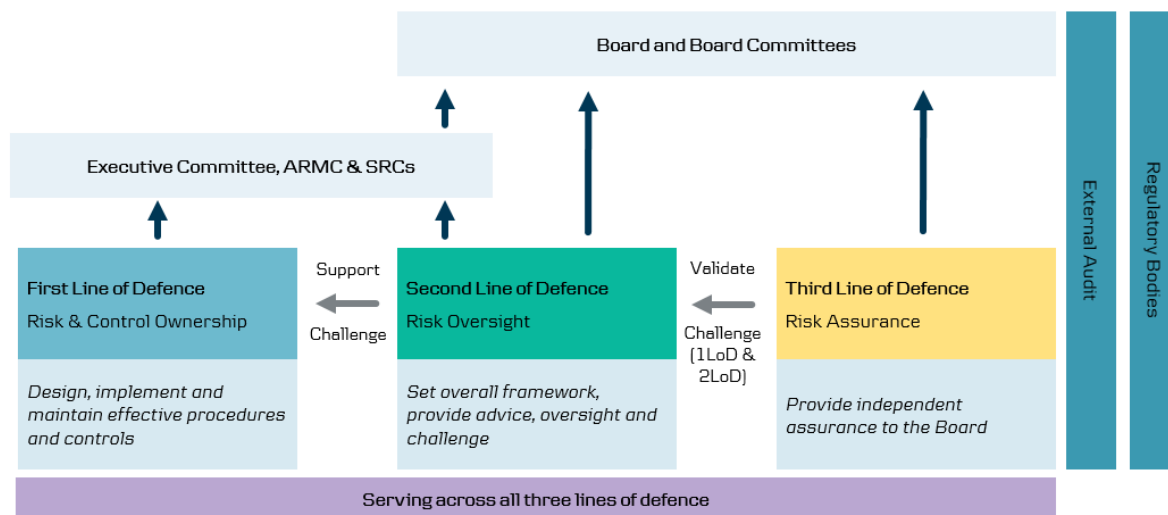 Board and Board Committees
Executive Committee, ARMC & SRCs
First Line of Defence
Risk & Control Ownership
Design, implement and
maintain effective procedures
and controls
Support
Challenge
Second Line of Defence
Risk Oversight
Set overall framework,
provide advice, oversight and
challenge
Validate
Challenge
(1LoD &
2LoD)
Third Line of Defence
Risk Assurance
Provide independent
assurance to the Board
External Audit
Regulatory Bodies
Serving across all three lines of defence